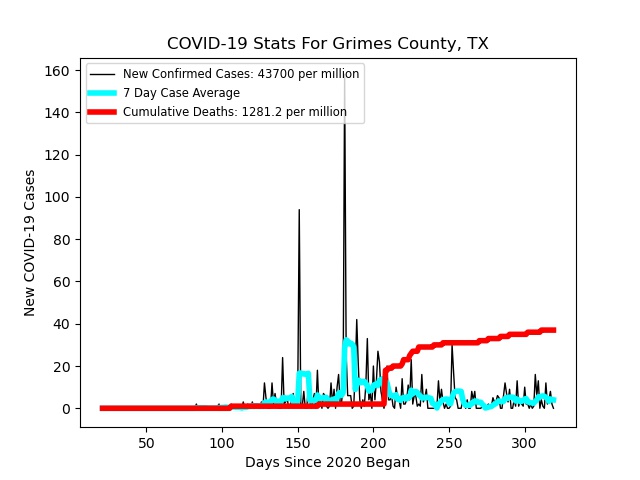 COVID-19 Stats For Grimes County, TX
New Confirmed Cases: 43700 per million
7 Day Case Average
Cumulative Deaths: 1281.2 per million
New COVID-19 Cases
160
140
120
100
80
60
40
20
0
50
100
150
200
250
300
Days Since 2020 Began